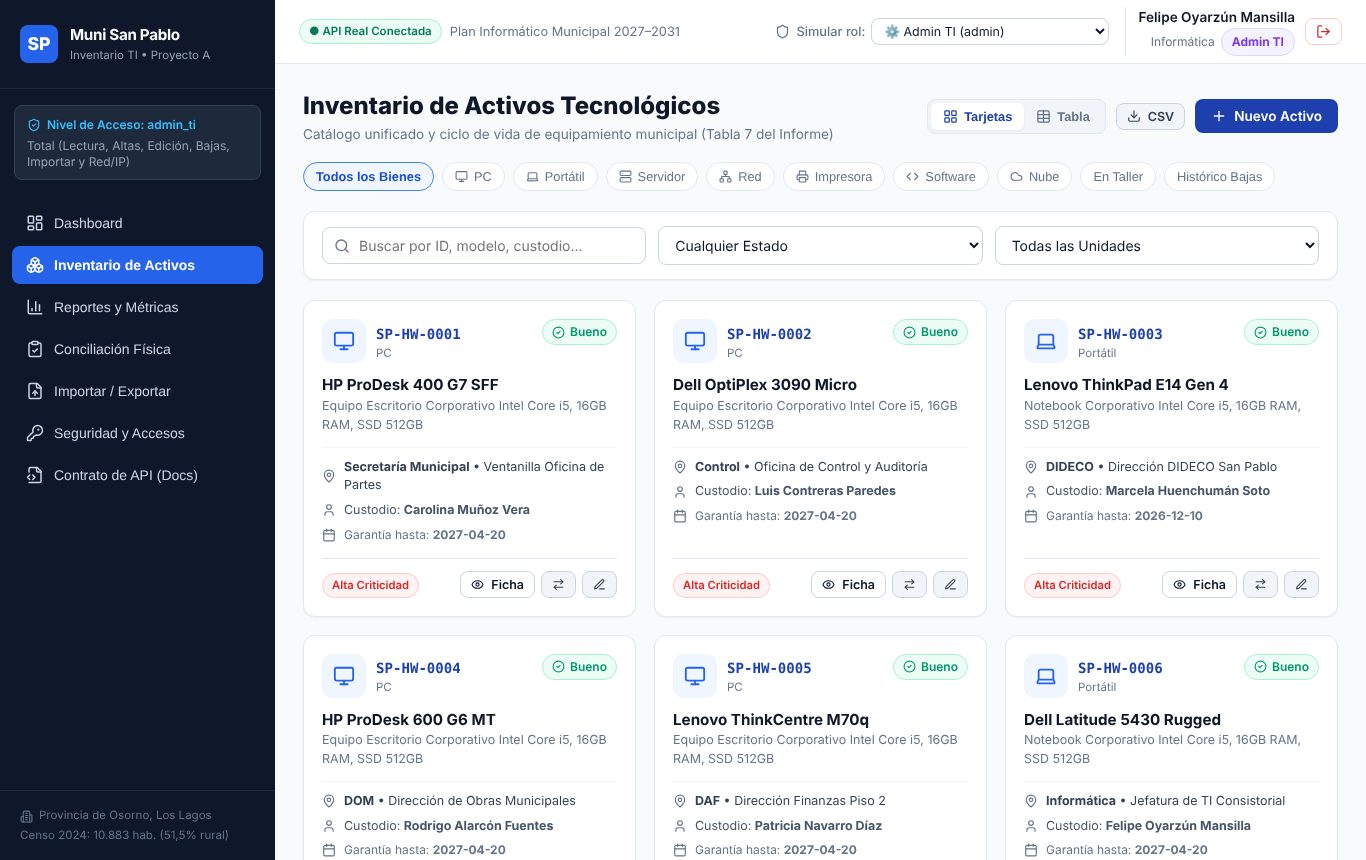 SP
Muni San Pablo
Inventario TI • Proyecto A
Nivel de Acceso: admin_ti
Total (Lectura, Altas, Edición, Bajas,
Importar y Red/IP)
Dashboard
Inventario de Activos
Reportes y Métricas
Conciliación Física
Importar / Exportar
Seguridad y Accesos
Contrato de API (Docs)
Provincia de Osorno, Los Lagos
Censo 2024: 10.883 hab. (51,5% rural)
API Real Conectada
Plan Informático Municipal 2027–2031
Simular rol:
⚙️ Admin TI (admin)
Felipe Oyarzún Mansilla
Informática
Admin TI
Inventario de Activos Tecnológicos
Catálogo unificado y ciclo de vida de equipamiento municipal (Tabla 7 del Informe)
Tarjetas
Tabla
CSV
Nuevo Activo
Todos los Bienes
PC
Portátil
Servidor
Red
Impresora
Software
Nube
En Taller
Histórico Bajas
Buscar por ID, modelo, custodio...
Cualquier Estado
Todas las Unidades
SP-HW-0001
PC
Bueno
HP ProDesk 400 G7 SFF
Equipo Escritorio Corporativo Intel Core i5, 16GB
RAM, SSD 512GB
Secretaría Municipal • Ventanilla Oficina de
Partes
Custodio: Carolina Muñoz Vera
Garantía hasta: 2027-04-20
Alta Criticidad
Ficha
SP-HW-0002
PC
Bueno
Dell OptiPlex 3090 Micro
Equipo Escritorio Corporativo Intel Core i5, 16GB
RAM, SSD 512GB
Control • Oficina de Control y Auditoría
Custodio: Luis Contreras Paredes
Garantía hasta: 2027-04-20
Alta Criticidad
Ficha
SP-HW-0003
Portátil
Bueno
Lenovo ThinkPad E14 Gen 4
Notebook Corporativo Intel Core i5, 16GB RAM,
SSD 512GB
DIDECO • Dirección DIDECO San Pablo
Custodio: Marcela Huenchumán Soto
Garantía hasta: 2026-12-10
Alta Criticidad
Ficha
SP-HW-0004
PC
Bueno
HP ProDesk 600 G6 MT
Equipo Escritorio Corporativo Intel Core i5, 16GB
RAM, SSD 512GB
DOM • Dirección de Obras Municipales
Custodio: Rodrigo Alarcón Fuentes
Garantía hasta: 2027-04-20
SP-HW-0005
PC
Bueno
Lenovo ThinkCentre M70q
Equipo Escritorio Corporativo Intel Core i5, 16GB
RAM, SSD 512GB
DAF • Dirección Finanzas Piso 2
Custodio: Patricia Navarro Díaz
Garantía hasta: 2027-04-20
SP-HW-0006
Portátil
Bueno
Dell Latitude 5430 Rugged
Notebook Corporativo Intel Core i5, 16GB RAM,
SSD 512GB
Informática • Jefatura de TI Consistorial
Custodio: Felipe Oyarzún Mansilla
Garantía hasta: 2027-04-20